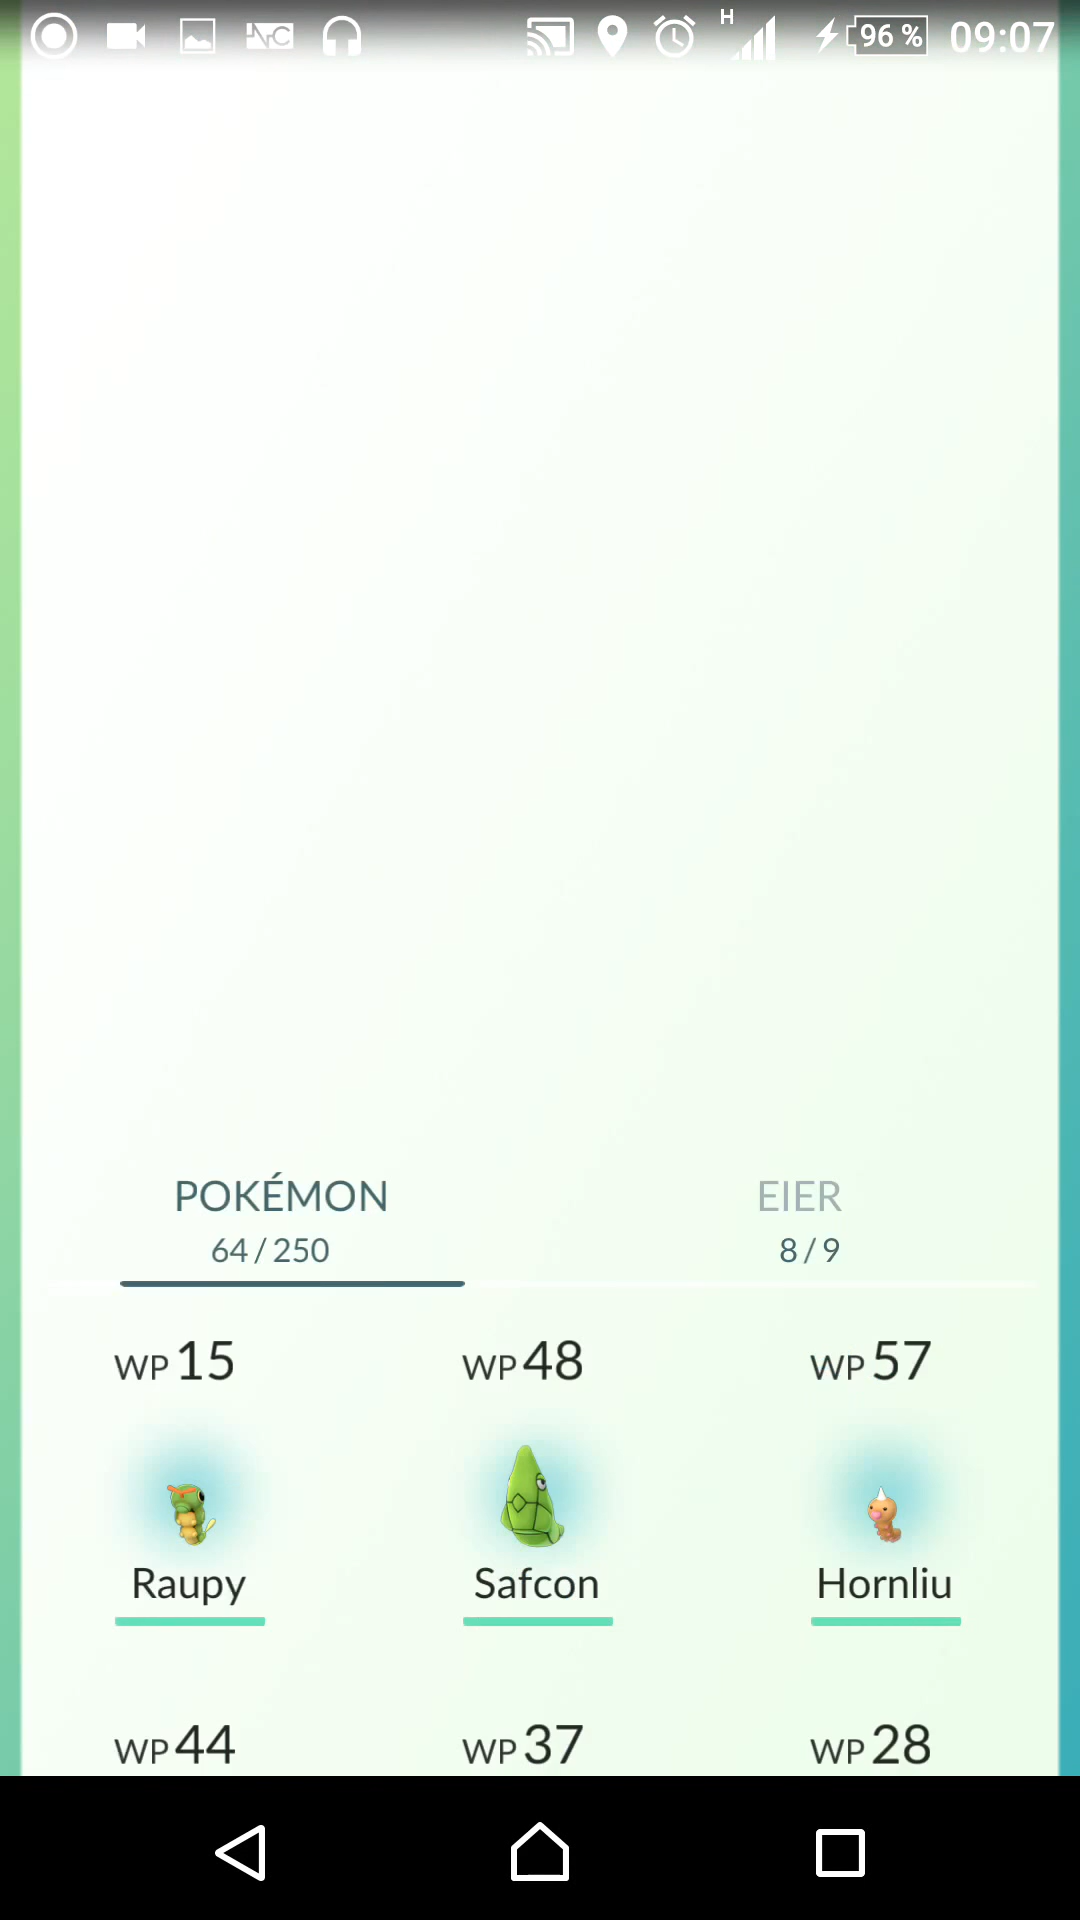 H 96 % 09:07
POKÉMON EIER
64 / 250 8 / 9
WP 15 WP 48 WP 57
Raupy Safcon Hornliu
WP 44 WP 37 WP 28